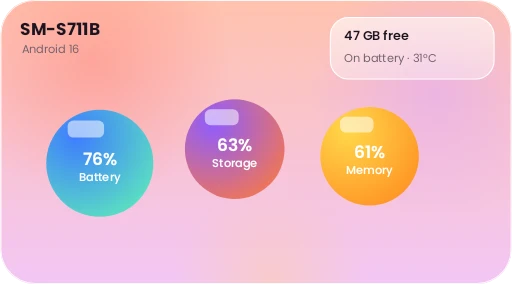 SM-S711B
Android 16
47 GB free
On battery · 31°C
76%
Battery
63%
Storage
61%
Memory